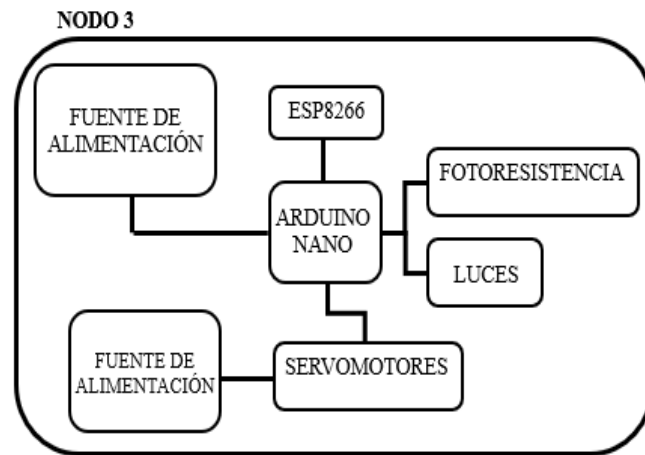 NODO 3
FUENTE DE
ALIMENTACIÓN
ESP8266
FOTORESISTENCIA
ARDUINO
NANO
LUCES
SERVOMOTORES
FUENTE DE
ALIMENTACIÓN